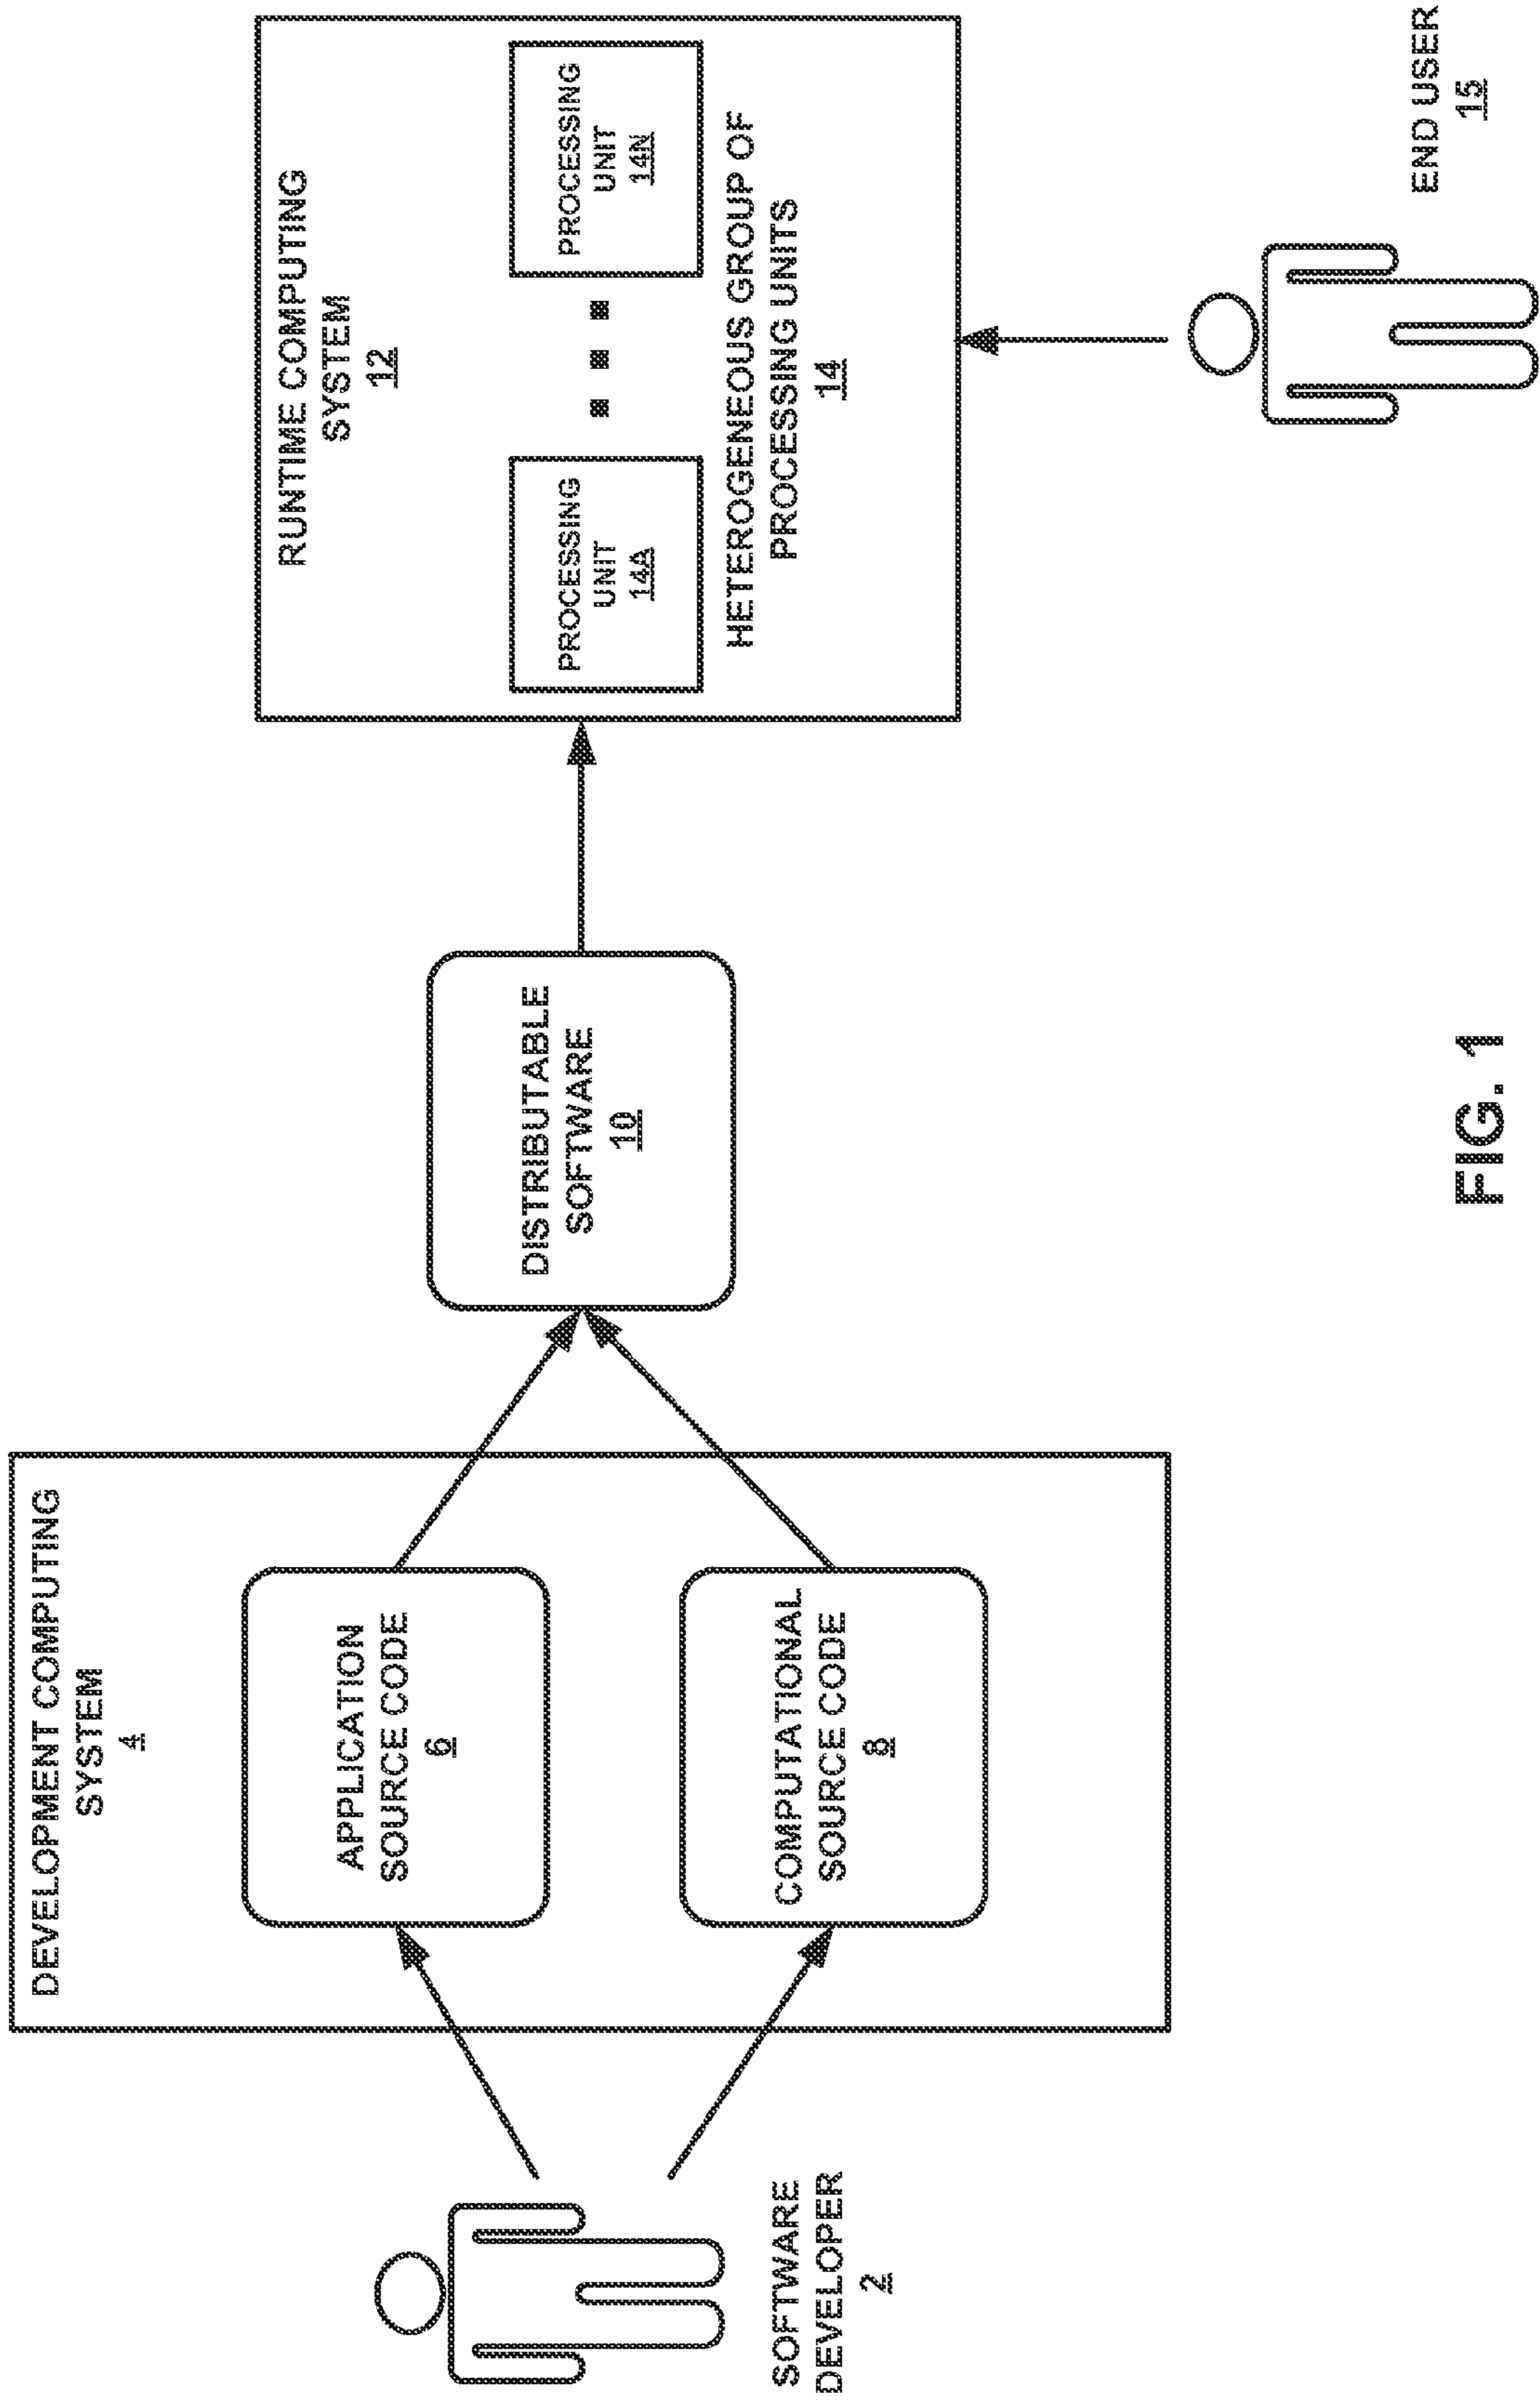 DEVELOPMENT COMPUTING
SYSTEM
4
APPLICATION
SOURCE CODE
6
COMPUTATIONAL
SOURCE CODE
8
SOFTWARE
DEVELOPER
2
DISTRIBUTABLE
SOFTWARE
10
RUNTIME COMPUTING
SYSTEM
12
PROCESSING
UNIT
14A
PROCESSING
UNIT
14N
HETEROGENEOUS GROUP OF
PROCESSING UNITS
14
END USER
15
FIG. 1